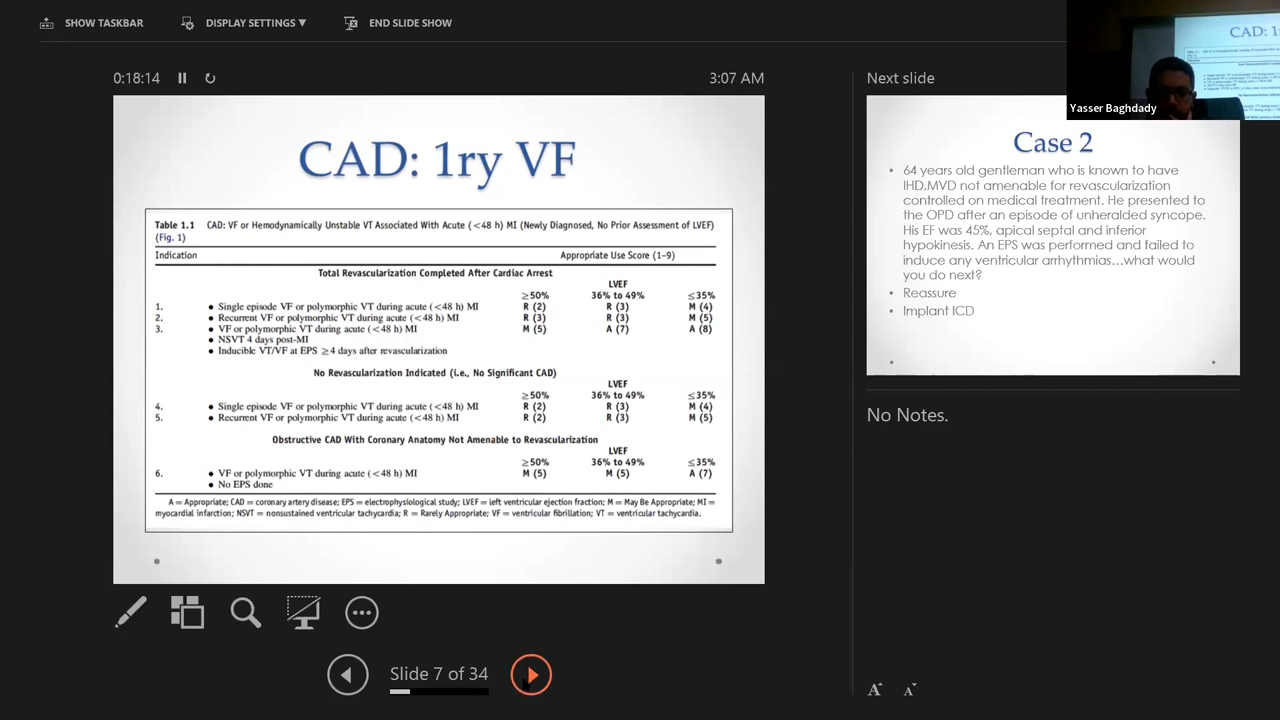 SHOW TASKBAR
DISPLAY SETTINGS ▼
END SLIDE SHOW
0:18:14
3:07 AM
CAD: 1ry VF
Table 1.1 CAD: VF or Hemodynamically Unstable VT Associated With Acute (<48 h) MI (Newly Diagnosed, No Prior Assessment of LVEF)
(Fig. 1)
Indication Appropriate Use Score (1–9)
Total Revascularization Completed After Cardiac Arrest
LVEF
≥50% 36% to 49% ≤35%
1. • Single episode VF or polymorphic VT during acute (<48 h) MI R (2) R (3) M (4)
2. • Recurrent VF or polymorphic VT during acute (<48 h) MI R (3) R (3) M (5)
3. • VF or polymorphic VT during acute (<48 h) MI M (5) A (7) A (8)
• NSVT 4 days post-MI
• Inducible VT/VF at EPS ≥4 days after revascularization
No Revascularization Indicated (i.e., No Significant CAD)
LVEF
≥50% 36% to 49% ≤35%
4. • Single episode VF or polymorphic VT during acute (<48 h) MI R (2) R (3) M (4)
5. • Recurrent VF or polymorphic VT during acute (<48 h) MI R (2) R (3) M (5)
Obstructive CAD With Coronary Anatomy Not Amenable to Revascularization
LVEF
≥50% 36% to 49% ≤35%
6. • VF or polymorphic VT during acute (<48 h) MI M (5) M (5) A (7)
• No EPS done
A = Appropriate; CAD = coronary artery disease; EPS = electrophysiological study; LVEF = left ventricular ejection fraction; M = May Be Appropriate; MI =
myocardial infarction; NSVT = nonsustained ventricular tachycardia; R = Rarely Appropriate; VF = ventricular fibrillation; VT = ventricular tachycardia.
Slide 7 of 34
Next slide
CAD: 1r
Yasser Baghdady
Case 2
• 64 years old gentleman who is known to have
IHD,MVD not amenable for revascularization
controlled on medical treatment. He presented to
the OPD after an episode of unheralded syncope.
His EF was 45%, apical septal and inferior
hypokinesis. An EPS was performed and failed to
induce any ventricular arrhythmias...what would
you do next?
• Reassure
• Implant ICD
No Notes.
A A